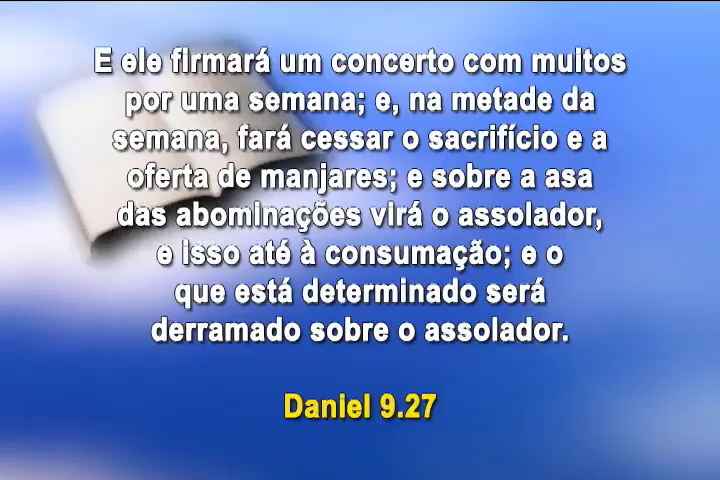 E ele firmará um concerto com muitos
por uma semana; e, na metade da
semana, fará cessar o sacrifício e a
oferta de manjares; e sobre a asa
das abominações virá o assolador,
e isso até à consumação; e o
que está determinado será
derramado sobre o assolador.
Daniel 9.27